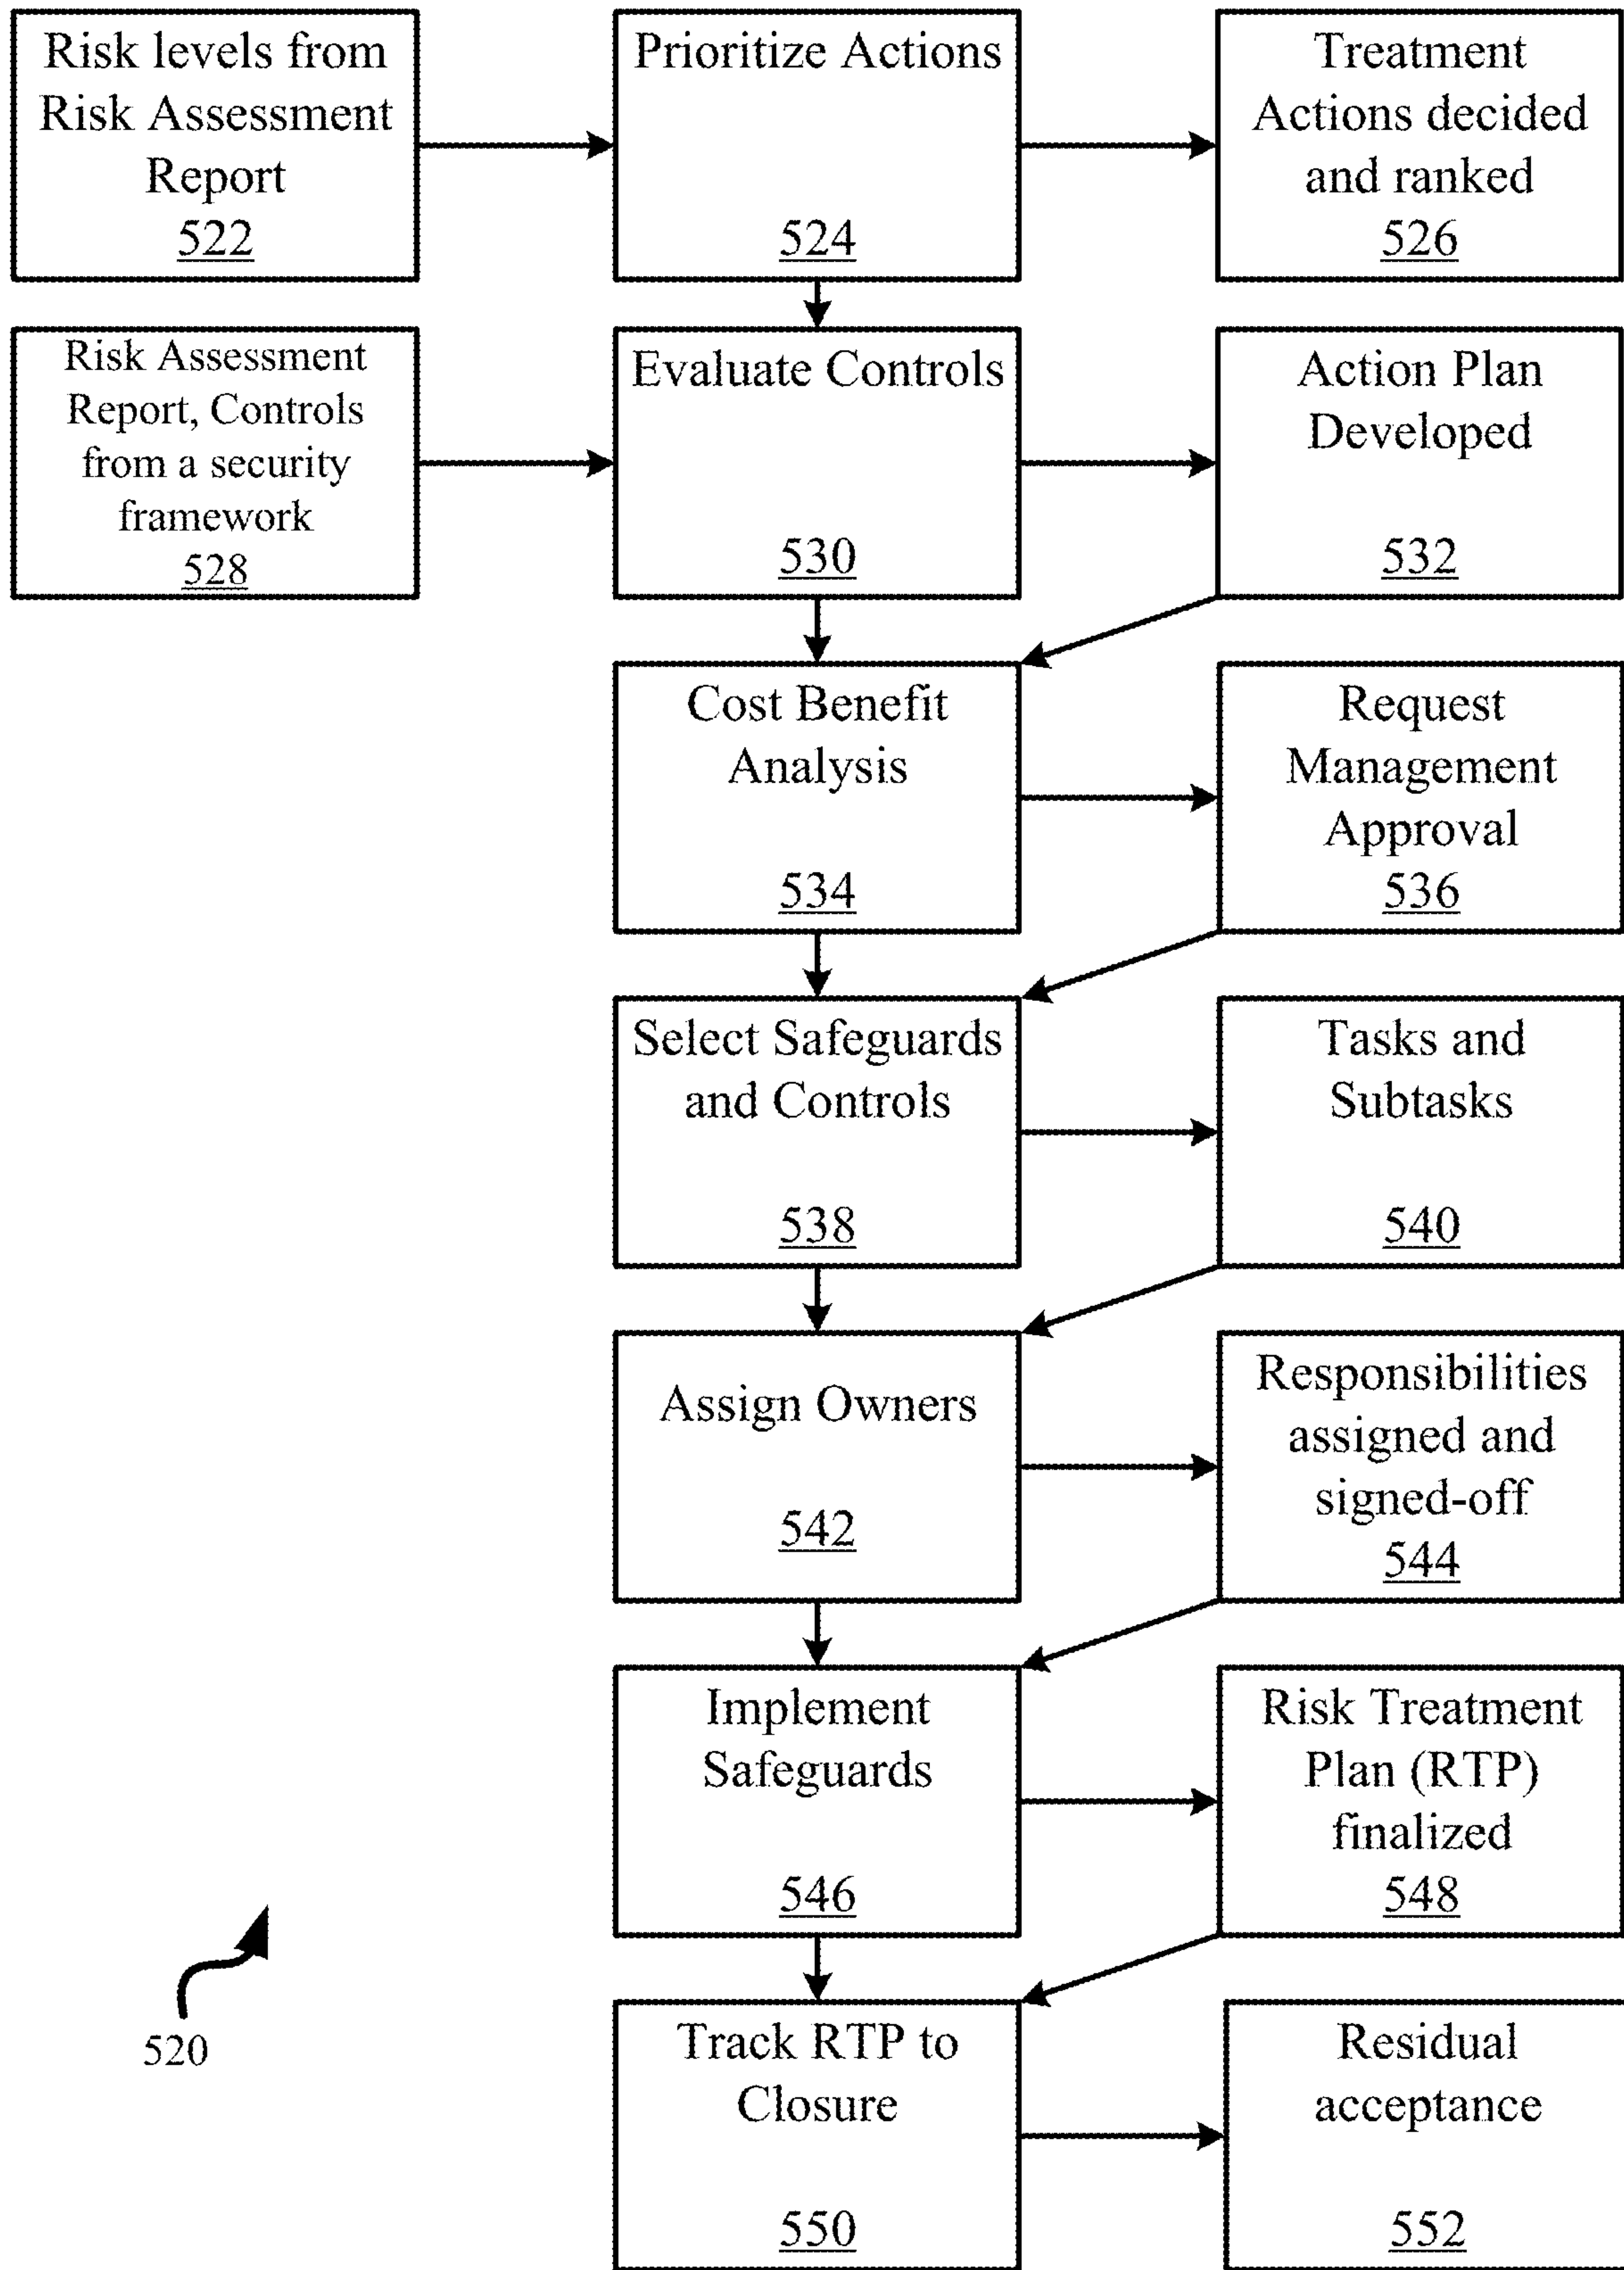 Risk levels from
Risk Assessment
Report
522
Prioritize Actions
524
Treatment
Actions decided
and ranked
526
Risk Assessment
Report, Controls
from a security
framework
528
Evaluate Controls
530
Action Plan
Developed
532
Cost Benefit
Analysis
534
Request
Management
Approval
536
Select Safeguards
and Controls
538
Tasks and
Subtasks
540
Assign Owners
542
Responsibilities
assigned and
signed-off
544
Implement
Safeguards
546
Risk Treatment
Plan (RTP)
finalized
548
520
Track RTP to
Closure
550
Residual
acceptance
552